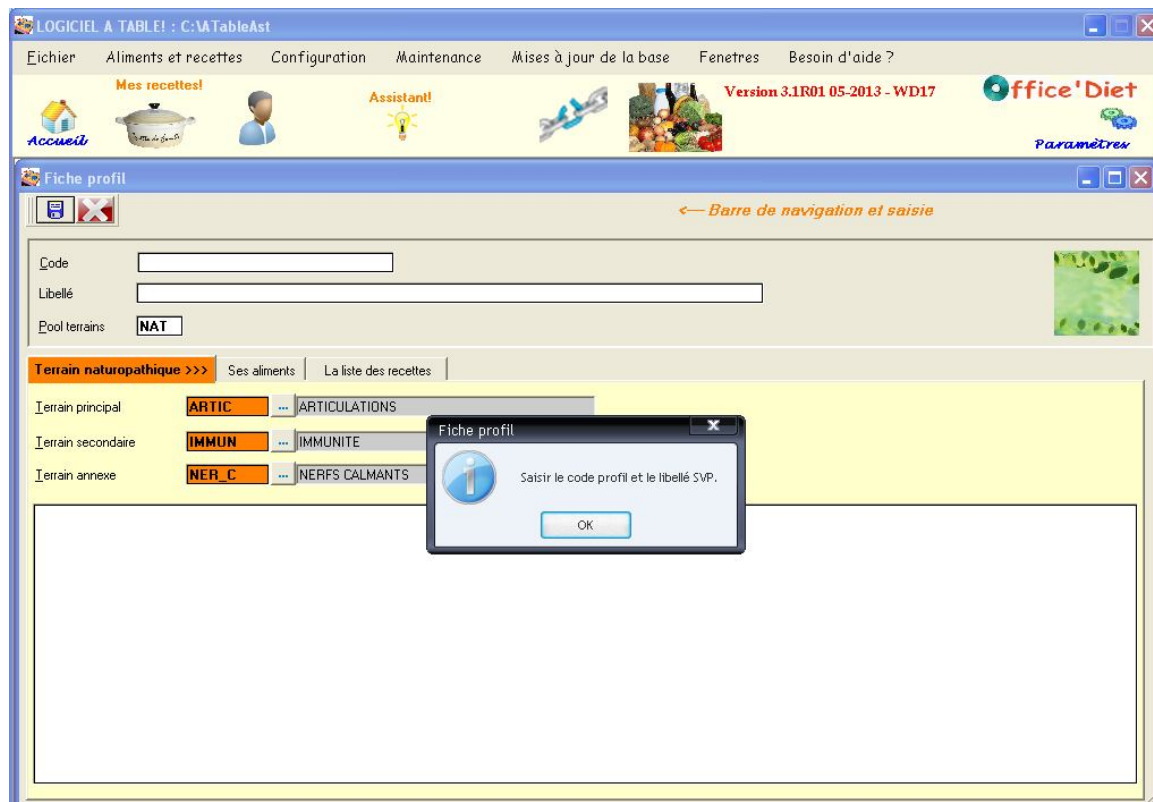 LOGICIEL A TABLE! : C:\ATableAst
Fichier Aliments et recettes Configuration Maintenance Mises à jour de la base Fenetres Besoin d'aide ?
Mes recettes!
Assistant!
Version 3.1R01 05-2013 - WD17
Office'Diet
Accueil
Paramètres
Fiche profil
<— Barre de navigation et saisie
Code
Libellé
Pool terrains NAT
Terrain naturopathique >>> Ses aliments La liste des recettes
Terrain principal ARTIC ... ARTICULATIONS
Terrain secondaire IMMUN ... IMMUNITE
Terrain annexe NER_C ... NERFS CALMANTS
Fiche profil
Saisir le code profil et le libellé SVP.
OK